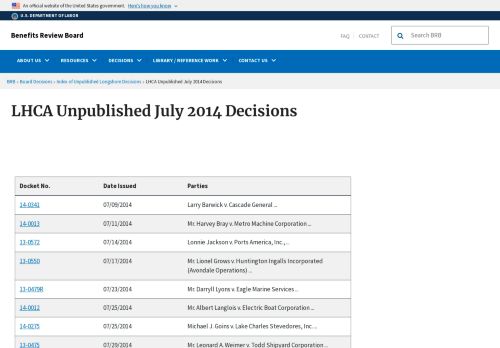 An official website of the United States government. Here's how you know
U.S. DEPARTMENT OF LABOR
Benefits Review Board
FAQ CONTACT
Search BRB
ABOUT US RESOURCES DECISIONS LIBRARY / REFERENCE WORK CONTACT US
BRB › Board Decisions › Index of Unpublished Longshore Decisions › LHCA Unpublished July 2014 Decisions
LHCA Unpublished July 2014 Decisions
Docket No. Date Issued Parties
14-0341 07/09/2014 Larry Barwick v. Cascade General ...
14-0013 07/11/2014 Mr. Harvey Bray v. Metro Machine Corporation ...
13-0572 07/14/2014 Lonnie Jackson v. Ports America, Inc., ...
13-0550 07/17/2014 Mr. Lionel Grows v. Huntington Ingalls Incorporated
(Avondale Operations) ...
13-0479R 07/23/2014 Mr. Darryll Lyons v. Eagle Marine Services ...
14-0012 07/25/2014 Mr. Albert Langlois v. Electric Boat Corporation ...
14-0275 07/25/2014 Michael J. Goins v. Lake Charles Stevedores, Inc. ...
13-0475 07/29/2014 Mr. Leonard A. Weimer v. Todd Shipyard Corporation ...